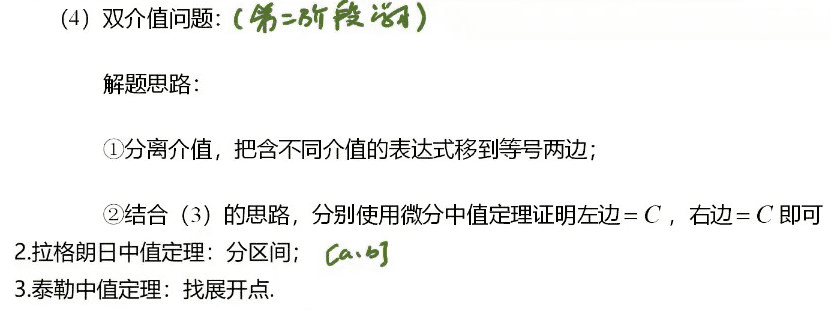 (4) 双介值问题：(第二阶段学习)
解题思路：
①分离介值，把含不同介值的表达式移到等号两边；
②结合（3）的思路，分别使用微分中值定理证明左边= C ，右边= C 即可
2.拉格朗日中值定理：分区间； [a,b]
3.泰勒中值定理：找展开点.